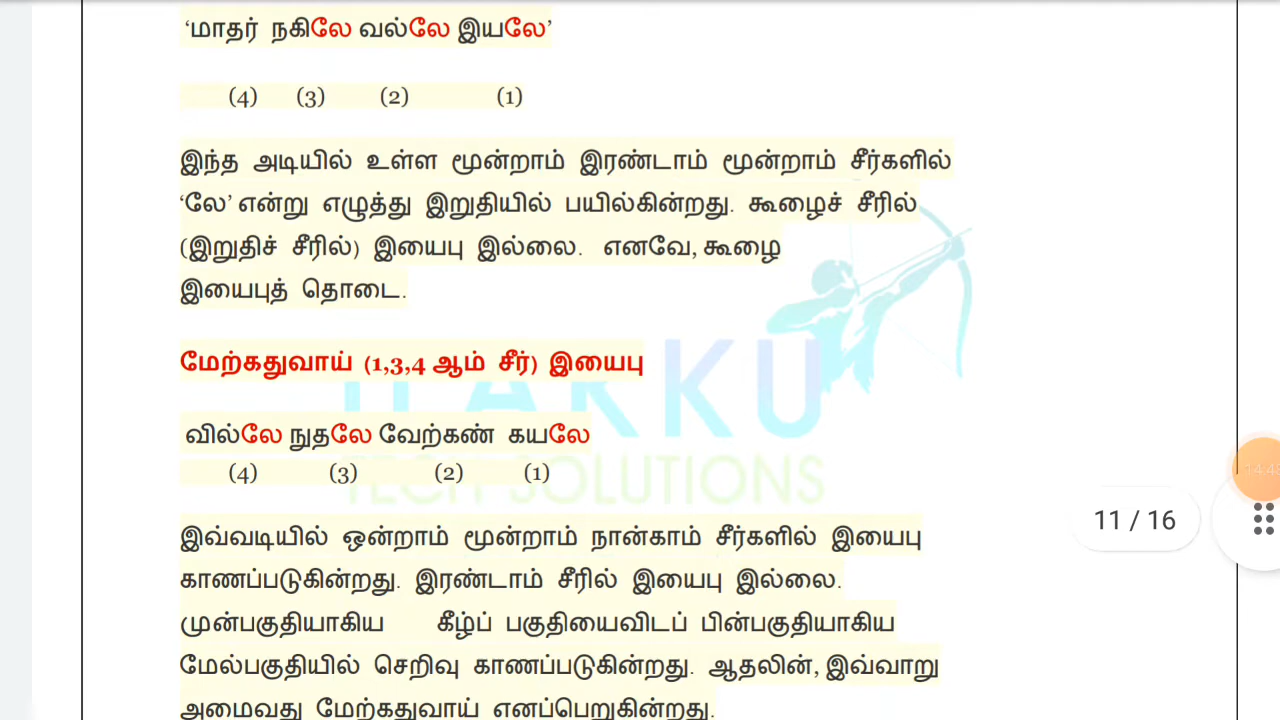 ‘மாதர் நகிலே வல்லே இயலே’
(4) (3) (2) (1)
இந்த அடியில் உள்ள மூன்றாம் இரண்டாம் மூன்றாம் சீர்களில்
‘லே’ என்று எழுத்து இறுதியில் பயில்கின்றது. கூழைச் சீரில்
(இறுதிச் சீரில்) இயைபு இல்லை. எனவே, கூழை
இயைபுத் தொடை.
மேற்கதுவாய் (1,3,4 ஆம் சீர்) இயைபு
வில்லே நுதலே வேற்கண் கயலே
(4) (3) (2) (1)
TECH SOLUTIONS
11 / 16
இவ்வடியில் ஒன்றாம் மூன்றாம் நான்காம் சீர்களில் இயைபு
காணப்படுகின்றது. இரண்டாம் சீரில் இயைபு இல்லை.
முன்பகுதியாகிய கீழ்ப் பகுதியைவிடப் பின்பகுதியாகிய
மேல்பகுதியில் செறிவு காணப்படுகின்றது. ஆதலின், இவ்வாறு
அமைவது மேற்கதுவாய் எனப்பெறுகின்றது.